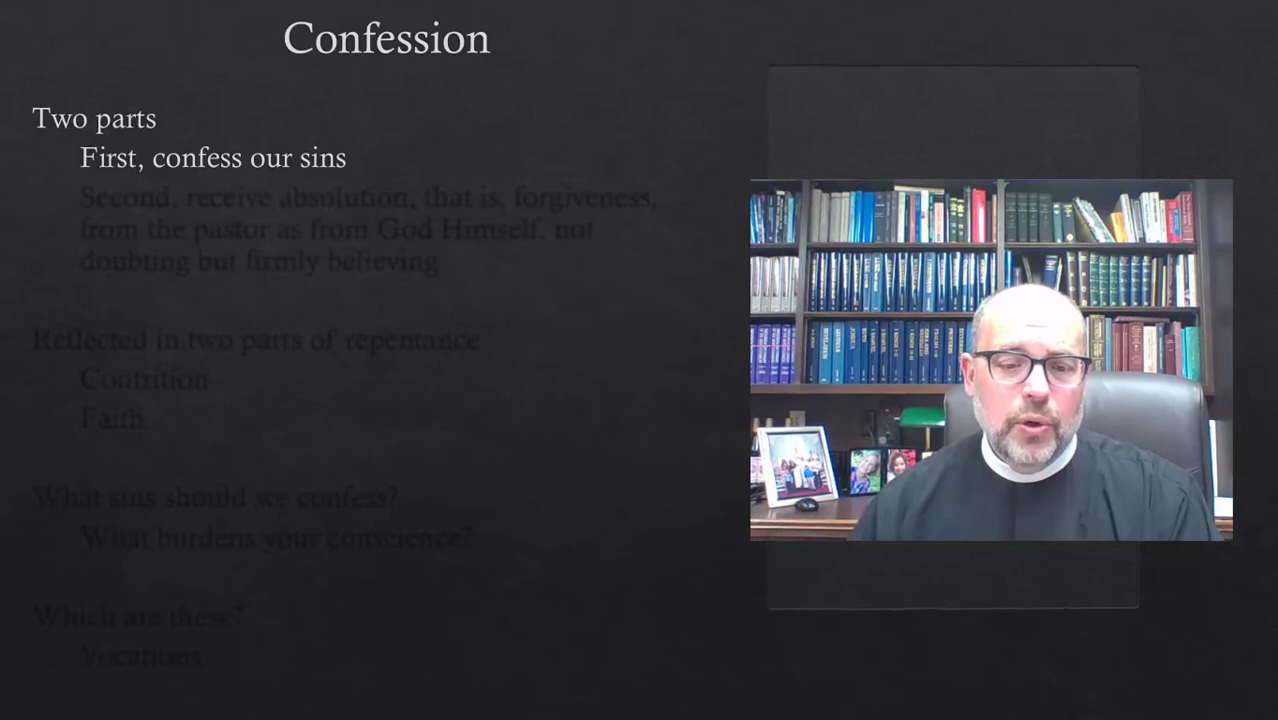 Confession
Two parts
First, confess our sins
Second, receive absolution, that is, forgiveness,
from the pastor as from God Himself, not
doubting but firmly believing
Reflected in two parts of repentance
Contrition
Faith
What sins should we confess?
What burdens your conscience?
Which are these?
Vocations